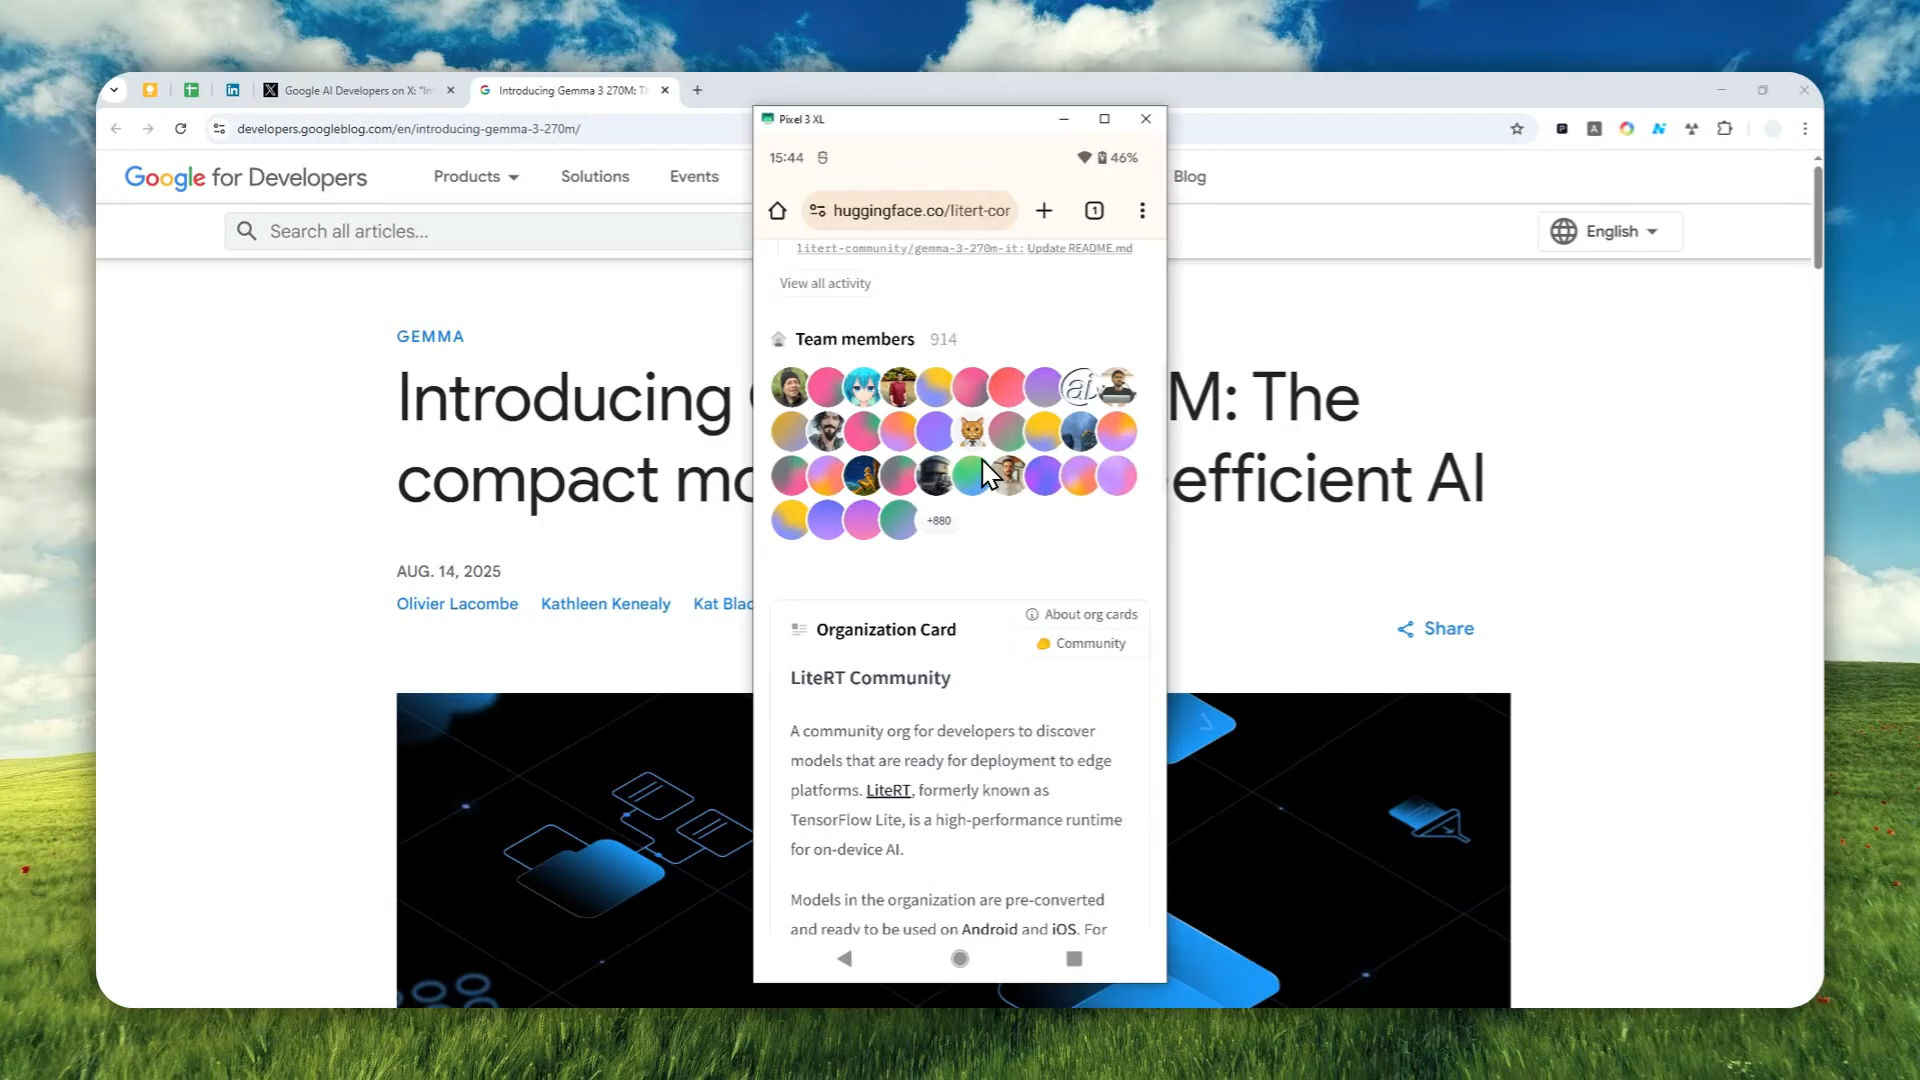 Google AI Developers on X: "In
Introducing Gemma 3 270M: T
developers.googleblog.com/en/introducing-gemma-3-270m/
Google for Developers
Products
Solutions
Events
Blog
Search all articles...
English
GEMMA
Introducing
M: The
compact mo
efficient AI
AUG. 14, 2025
Olivier Lacombe
Kathleen Kenealy
Kat Blac
Share
Pixel 3 XL
15:44
46%
huggingface.co/litert-cor
1
litert-community/gemma-3-270m-it: Update README.md
View all activity
Team members 914
ai
+880
Organization Card
About org cards
Community
LiteRT Community
A community org for developers to discover
models that are ready for deployment to edge
platforms. LiteRT, formerly known as
TensorFlow Lite, is a high-performance runtime
for on-device AI.
Models in the organization are pre-converted
and ready to be used on Android and iOS. For